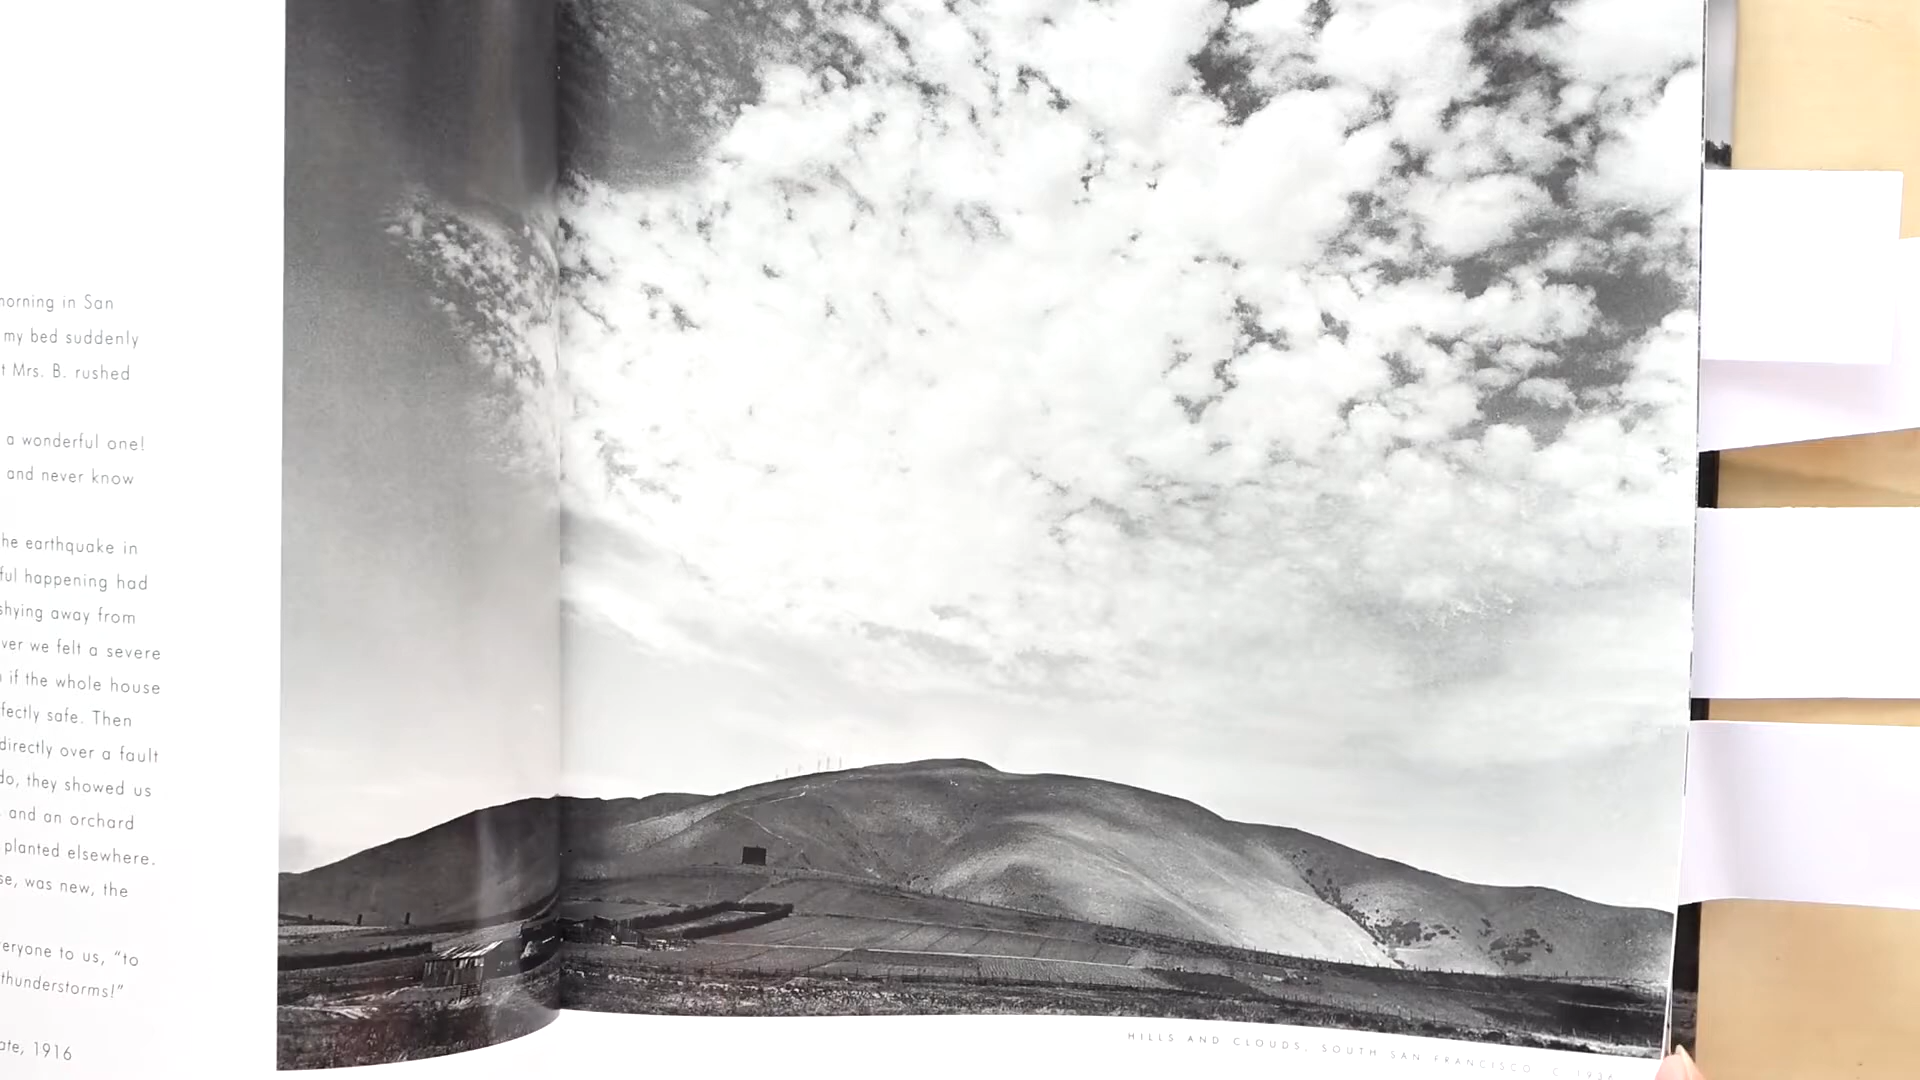 morning in San
my bed suddenly
t Mrs. B. rushed
a wonderful one!
and never know
he earthquake in
ful happening had
shying away from
ver we felt a severe
if the whole house
fectly safe. Then
directly over a fault
do, they showed us
and an orchard
planted elsewhere.
se, was new, the
eryone to us, “to
thunderstorms!”
ate, 1916
HILLS AND CLOUDS, SOUTH SAN FRANCISCO, C. 1936